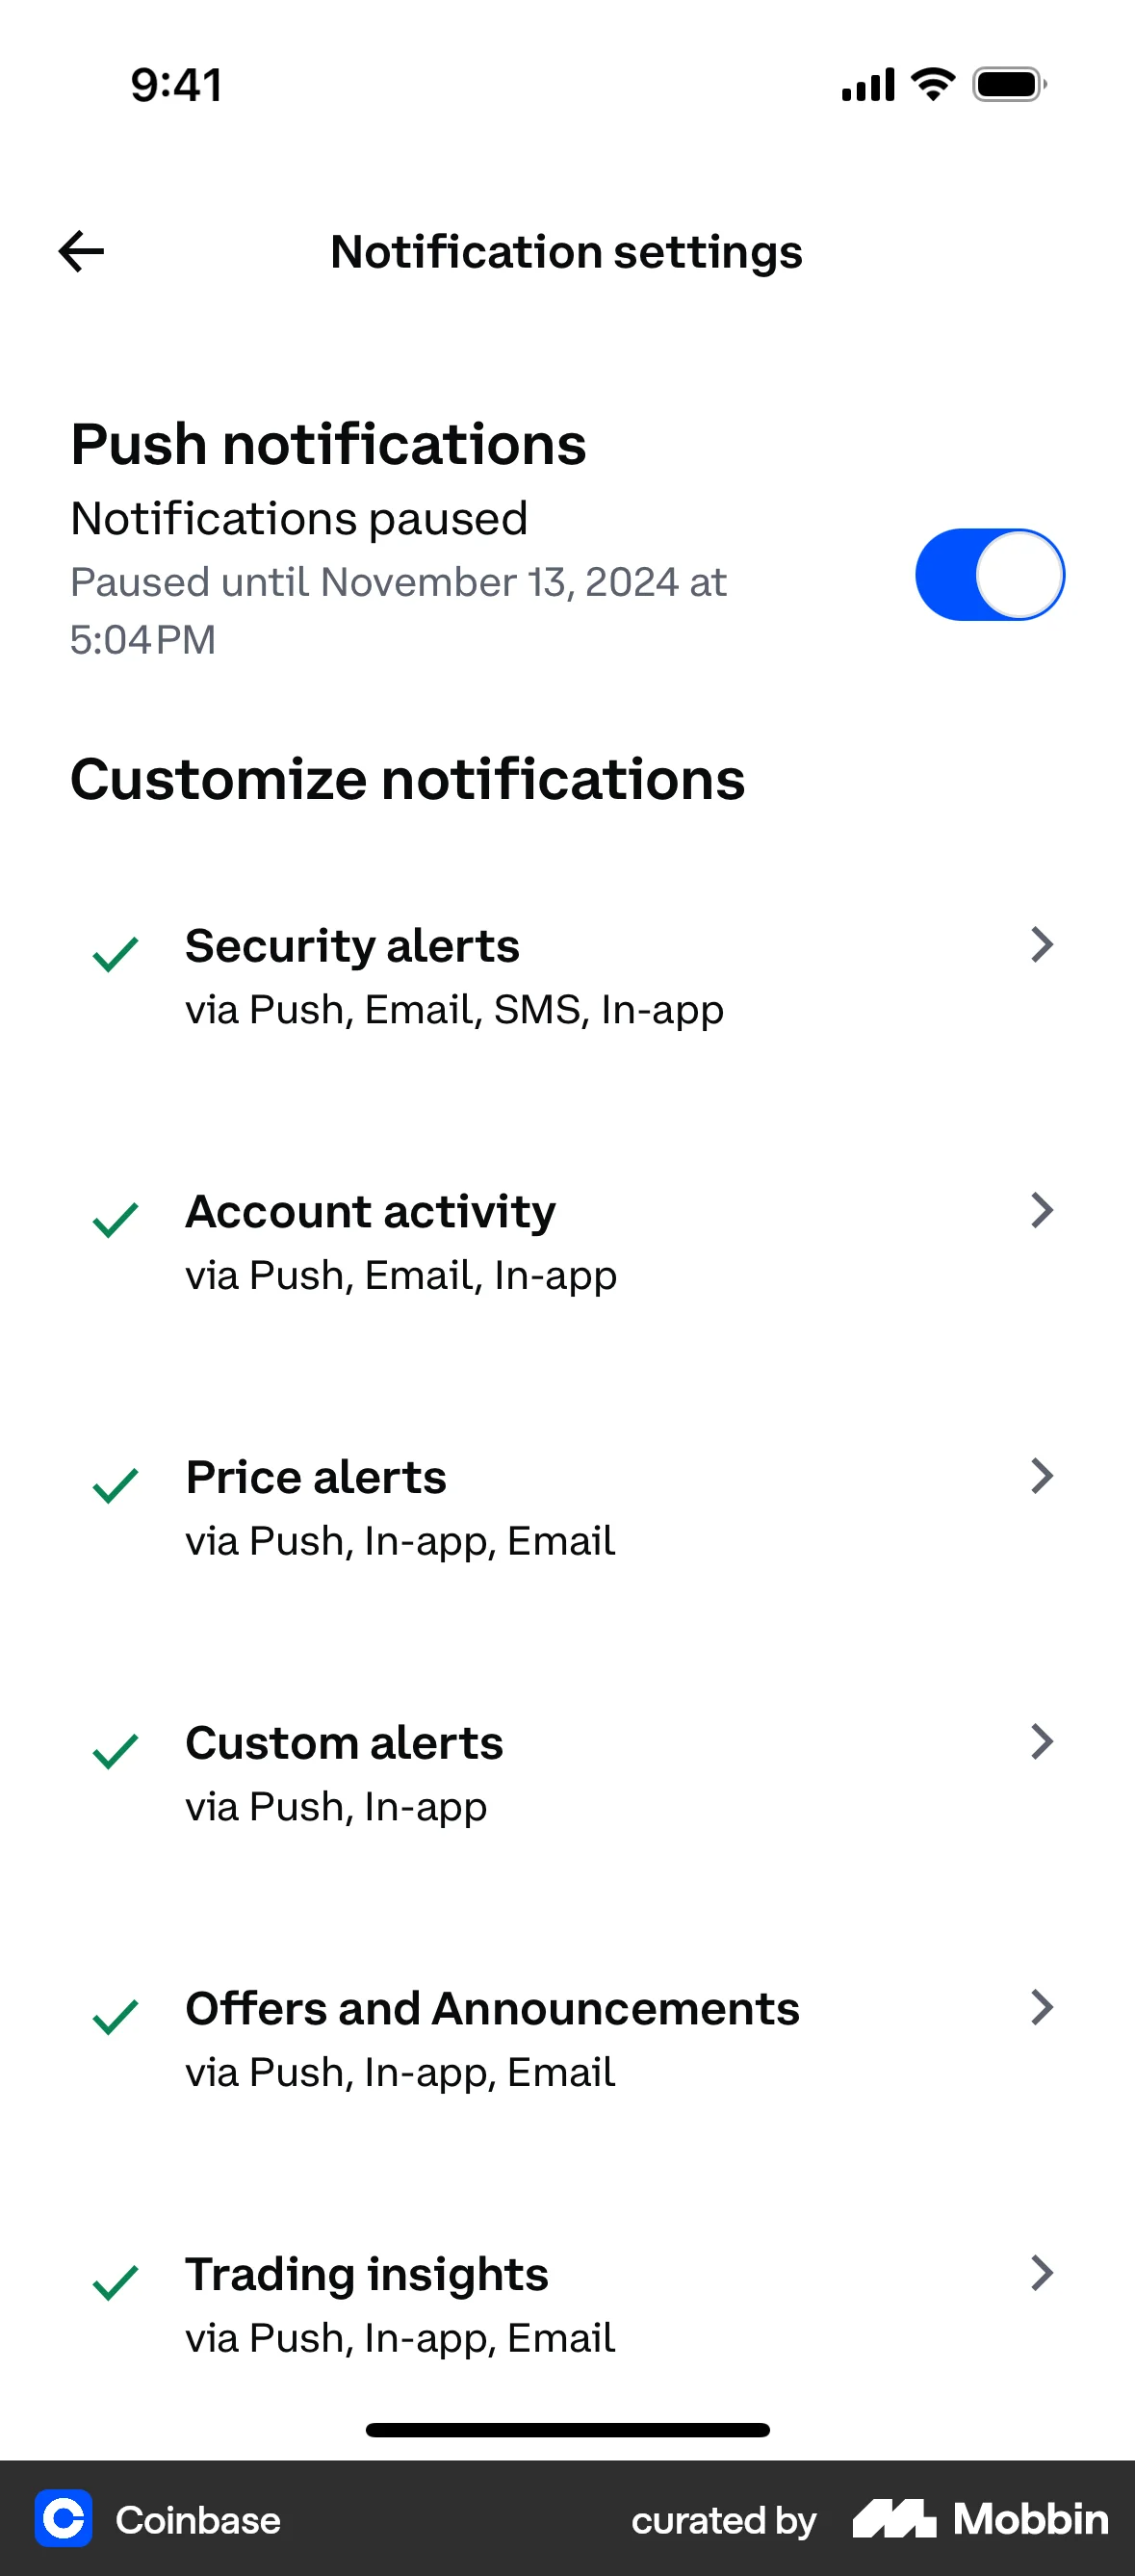 9:41
Notification settings
Push notifications
Notifications paused
Paused until November 13, 2024 at
5:04PM
Customize notifications
Security alerts
via Push, Email, SMS, In-app
Account activity
via Push, Email, In-app
Price alerts
via Push, In-app, Email
Custom alerts
via Push, In-app
Offers and Announcements
via Push, In-app, Email
Trading insights
via Push, In-app, Email
Coinbase
curated by Mobbin